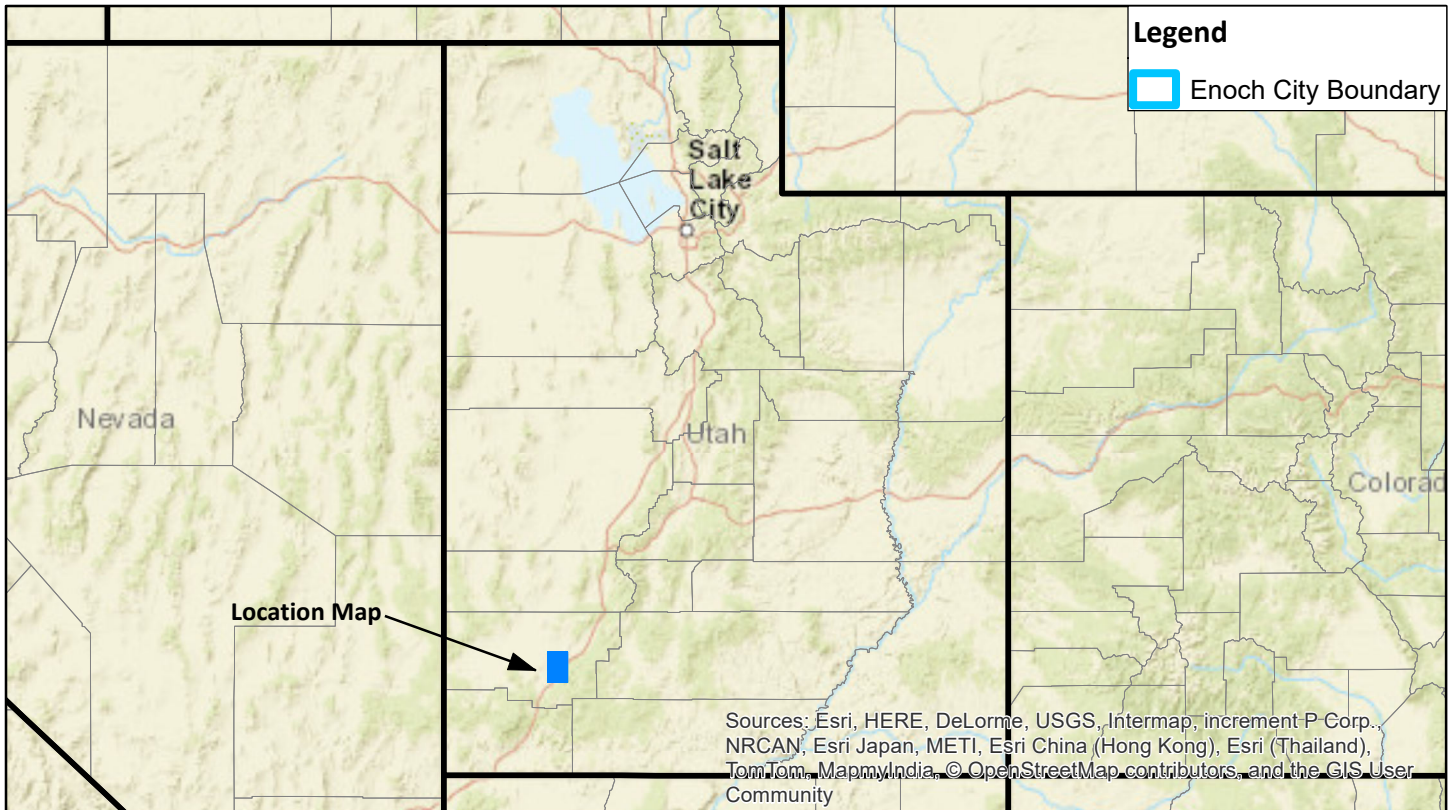 Legend
Enoch City Boundary
Salt
Lake
City
Nevada
Utah
Colorad
Location Map
Sources: Esri, HERE, DeLorme, USGS, Intermap, increment P Corp.,
NRCAN, Esri Japan, METI, Esri China (Hong Kong), Esri (Thailand),
TomTom, MapmyIndia, © OpenStreetMap contributors, and the GIS User
Community